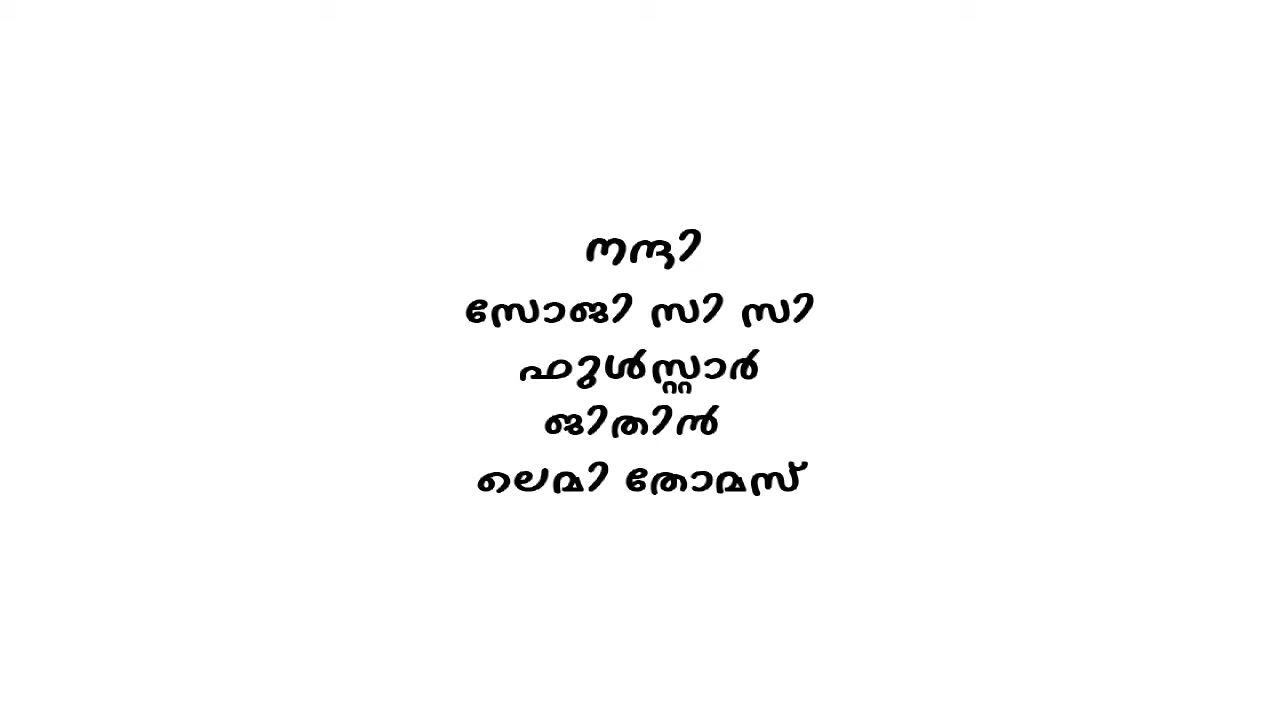 നന്ദി
സോജി സി സി
ഫുൾസ്റ്റാർ
ജിതിൻ
ലെമി തോമസ്